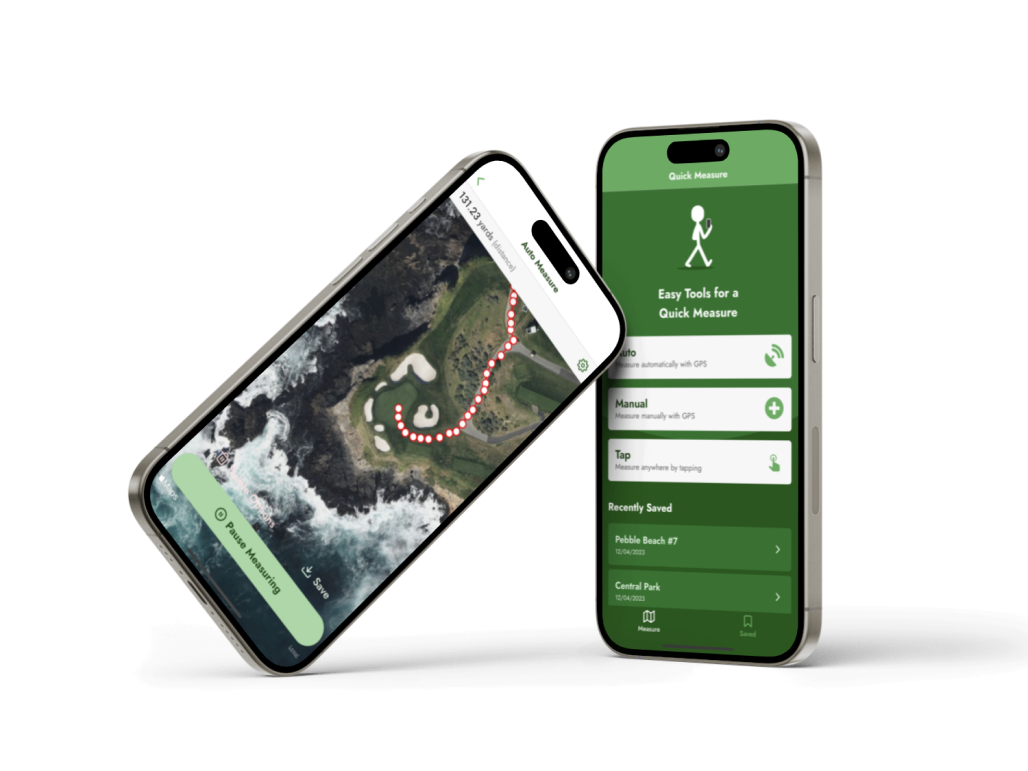 Auto Measure
131.23 yards (distance)
Pause Measuring
Save
Legal
Quick Measure
Easy Tools for a
Quick Measure
Measure automatically with GPS
Manual
Measure manually with GPS
Tap
Measure anywhere by tapping
Recently Saved
Pebble Beach #7
12/04/2023
Central Park
12/04/2023
Measure
Saved